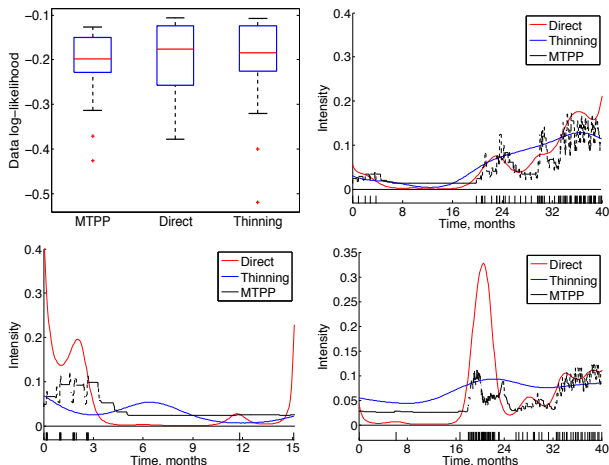 Data log−likelihood
−0.1
−0.2
−0.3
−0.4
−0.5
MTPP Direct Thinning
Intensity
0.4
0.3
0.2
0.1
0
0 8 16 24 32 40
Time, months
Direct
Thinning
MTPP
Intensity
0.4
0.3
0.2
0.1
0
0 3 6 9 12 15
Time, months
Direct
Thinning
MTPP
Intensity
0.35
0.3
0.25
0.2
0.15
0.1
0.05
0
0 8 16 24 32 40
Time, months
Direct
Thinning
MTPP